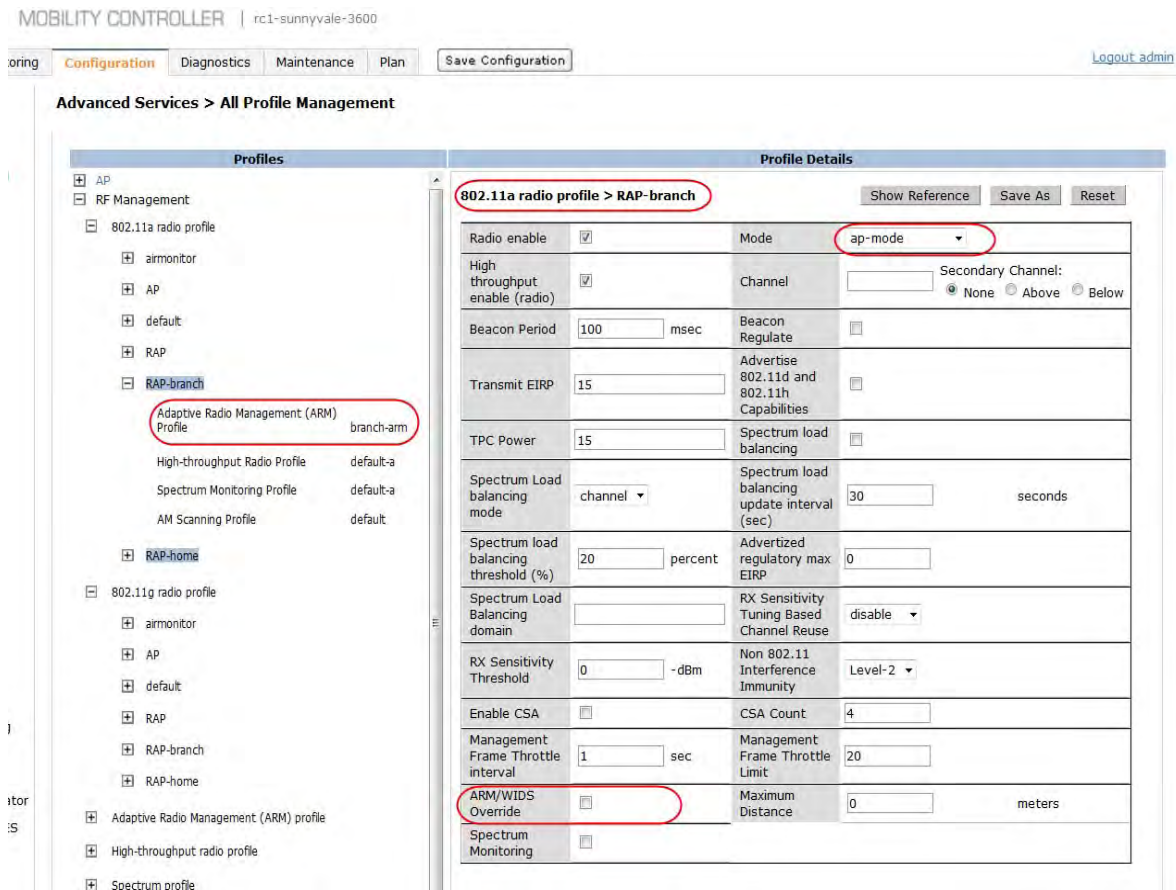 MOBILITY CONTROLLER | rc1-sunnyvale-3600
oring Configuration Diagnostics Maintenance Plan Save Configuration Logout admin
Advanced Services > All Profile Management
Profiles
AP
RF Management
802.11a radio profile
airmonitor
AP
default
RAP
RAP-branch
Adaptive Radio Management (ARM)
Profile branch-arm
High-throughput Radio Profile default-a
Spectrum Monitoring Profile default-a
AM Scanning Profile default
RAP-home
802.11g radio profile
airmonitor
AP
default
RAP
RAP-branch
RAP-home
Adaptive Radio Management (ARM) profile
High-throughput radio profile
Spectrum profile
g
ator
ES
Profile Details
802.11a radio profile > RAP-branch Show Reference Save As Reset
Radio enable
Mode ap-mode
High
throughput
enable (radio)
Channel
Secondary Channel:
None Above Below
Beacon Period 100 msec
Beacon
Regulate
Transmit EIRP 15
Advertise
802.11d and
802.11h
Capabilities
TPC Power 15
Spectrum load
balancing
Spectrum Load
balancing
mode
channel
Spectrum load
balancing
update interval
(sec)
30 seconds
Spectrum load
balancing
threshold (%)
20 percent
Advertized
regulatory max
EIRP
0
Spectrum Load
Balancing
domain
RX Sensitivity
Tuning Based
Channel Reuse
disable
RX Sensitivity
Threshold
0 -dBm
Non 802.11
Interference
Immunity
Level-2
Enable CSA
CSA Count 4
Management
Frame Throttle
interval
1 sec
Management
Frame Throttle
Limit
20
ARM/WIDS
Override
Maximum
Distance
0 meters
Spectrum
Monitoring